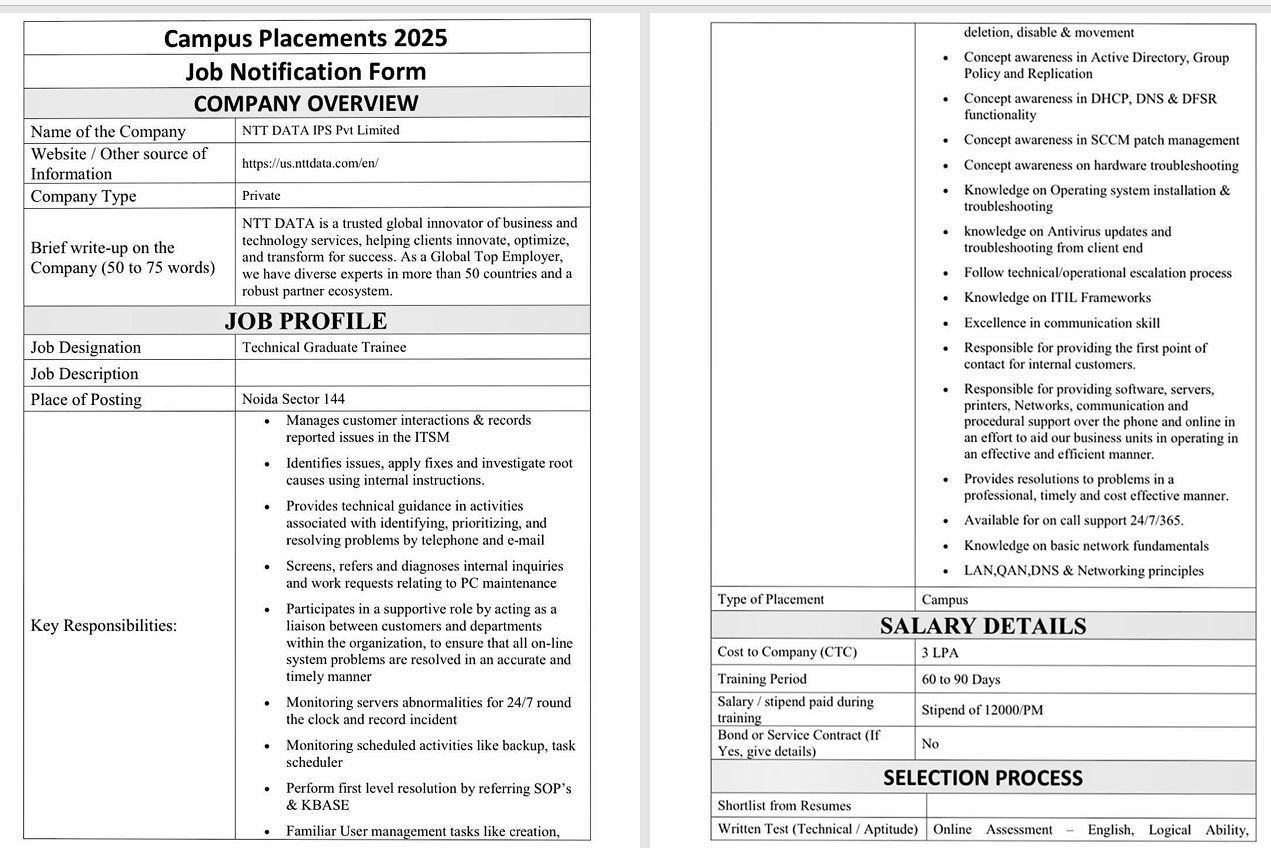 Campus Placements 2025
Job Notification Form
COMPANY OVERVIEW
Name of the Company
NTT DATA IPS Pvt Limited
Website / Other source of
Information
https://us.nttdata.com/en/
Company Type
Private
Brief write-up on the
Company (50 to 75 words)
NTT DATA is a trusted global innovator of business and
technology services, helping clients innovate, optimize,
and transform for success. As a Global Top Employer,
we have diverse experts in more than 50 countries and a
robust partner ecosystem.
JOB PROFILE
Job Designation
Technical Graduate Trainee
Job Description
Place of Posting
Noida Sector 144
Key Responsibilities:
• Manages customer interactions & records
reported issues in the ITSM
• Identifies issues, apply fixes and investigate root
causes using internal instructions.
• Provides technical guidance in activities
associated with identifying, prioritizing, and
resolving problems by telephone and e-mail
• Screens, refers and diagnoses internal inquiries
and work requests relating to PC maintenance
• Participates in a supportive role by acting as a
liaison between customers and departments
within the organization, to ensure that all on-line
system problems are resolved in an accurate and
timely manner
• Monitoring servers abnormalities for 24/7 round
the clock and record incident
• Monitoring scheduled activities like backup, task
scheduler
• Perform first level resolution by referring SOP's
& KBASE
• Familiar User management tasks like creation,
deletion, disable & movement
• Concept awareness in Active Directory, Group
Policy and Replication
• Concept awareness in DHCP, DNS & DFSR
functionality
• Concept awareness in SCCM patch management
• Concept awareness on hardware troubleshooting
• Knowledge on Operating system installation &
troubleshooting
• knowledge on Antivirus updates and
troubleshooting from client end
• Follow technical/operational escalation process
• Knowledge on ITIL Frameworks
• Excellence in communication skill
• Responsible for providing the first point of
contact for internal customers.
• Responsible for providing software, servers,
printers, Networks, communication and
procedural support over the phone and online in
an effort to aid our business units in operating in
an effective and efficient manner.
• Provides resolutions to problems in a
professional, timely and cost effective manner.
• Available for on call support 24/7/365.
• Knowledge on basic network fundamentals
• LAN,QAN,DNS & Networking principles
Type of Placement
Campus
SALARY DETAILS
Cost to Company (CTC)
3 LPA
Training Period
60 to 90 Days
Salary / stipend paid during
training
Stipend of 12000/PM
Bond or Service Contract (If
Yes, give details)
No
SELECTION PROCESS
Shortlist from Resumes
Written Test (Technical / Aptitude)
Online Assessment – English, Logical Ability,